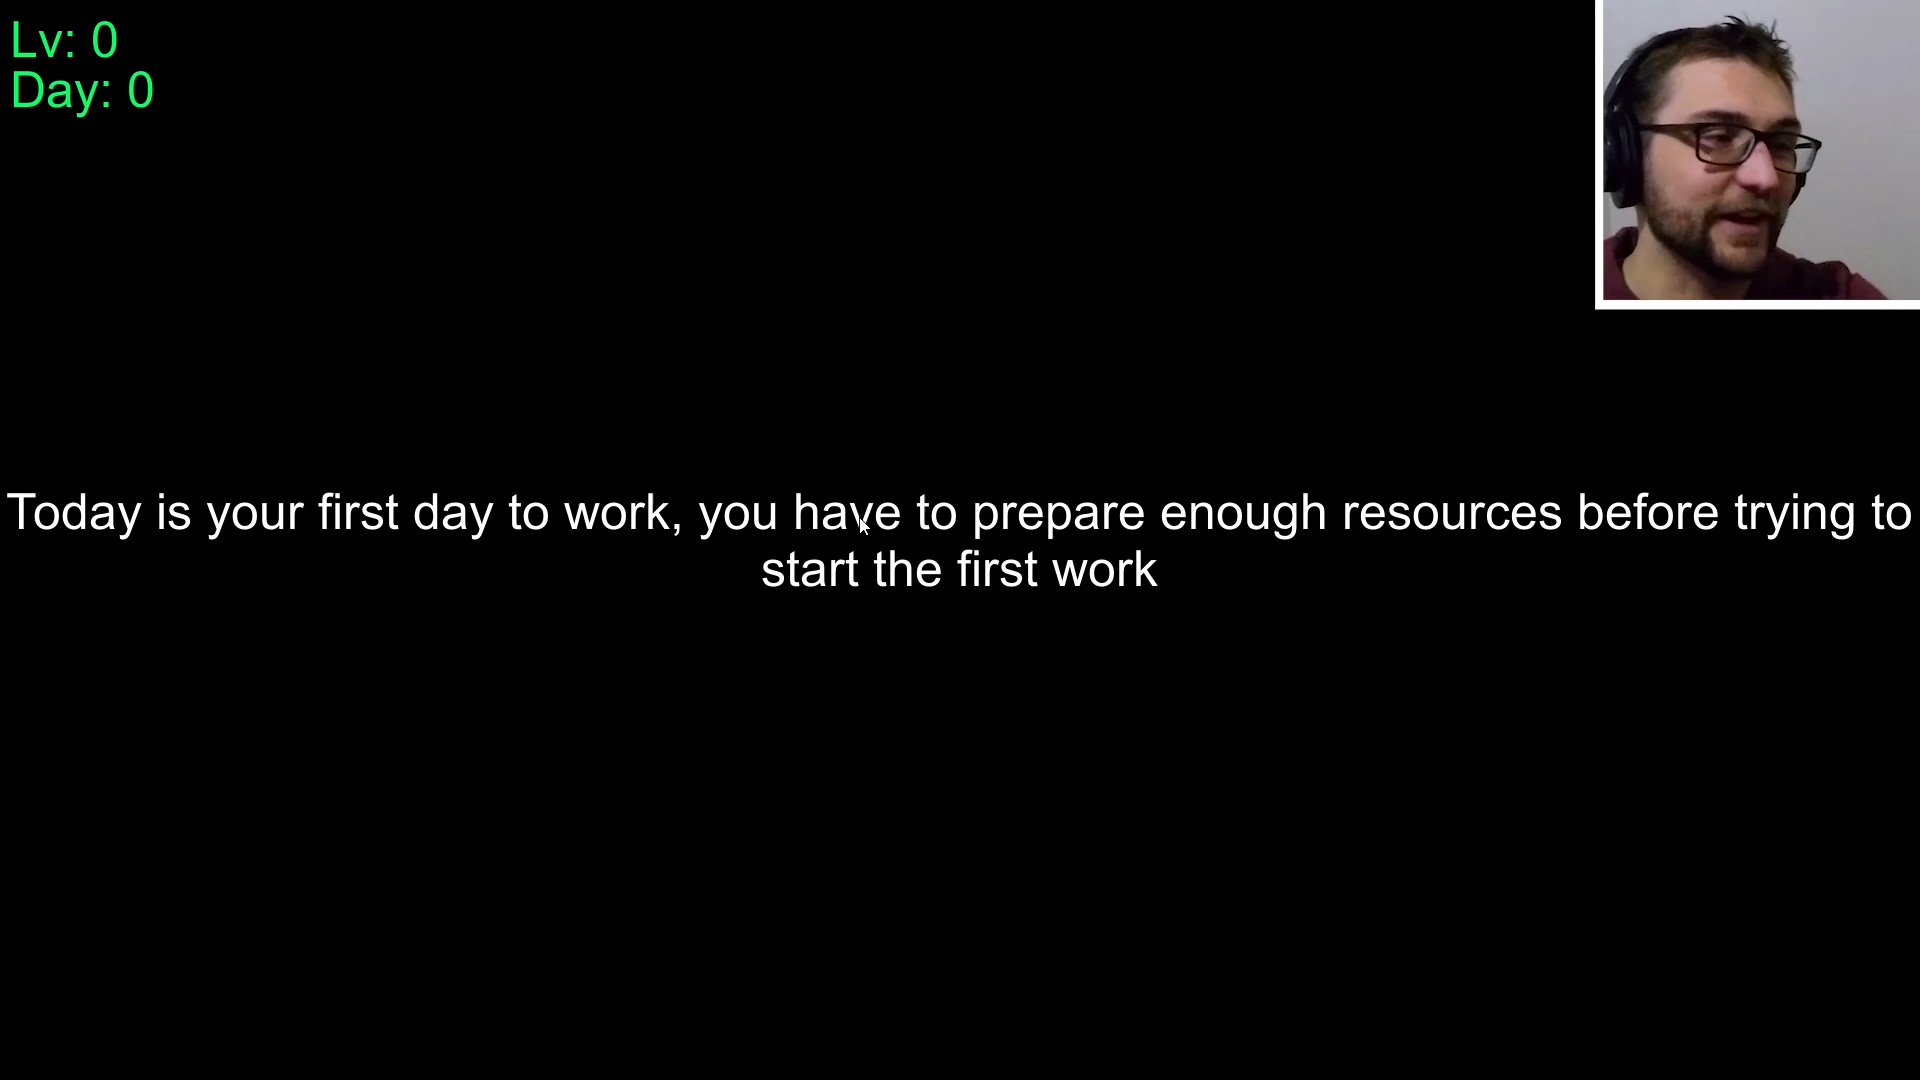 Lv: 0
Day: 0
Today is your first day to work, you have to prepare enough resources before trying to
start the first work